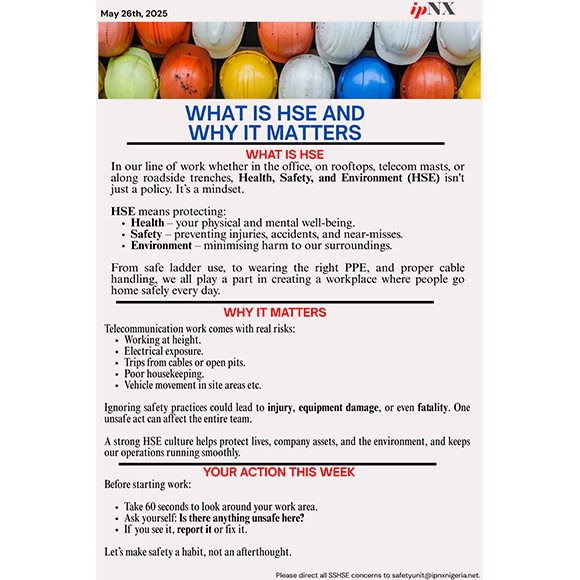 May 26th, 2025
ipNX
WHAT IS HSE AND
WHY IT MATTERS
WHAT IS HSE
In our line of work whether in the office, on rooftops, telecom masts, or
along roadside trenches, Health, Safety, and Environment (HSE) isn't
just a policy. It's a mindset.
HSE means protecting:
• Health – your physical and mental well-being.
• Safety – preventing injuries, accidents, and near-misses.
• Environment – minimising harm to our surroundings.
From safe ladder use, to wearing the right PPE, and proper cable
handling, we all play a part in creating a workplace where people go
home safely every day.
WHY IT MATTERS
Telecommunication work comes with real risks:
• Working at height.
• Electrical exposure.
• Trips from cables or open pits.
• Poor housekeeping.
• Vehicle movement in site areas etc.
Ignoring safety practices could lead to injury, equipment damage, or even fatality. One
unsafe act can affect the entire team.
A strong HSE culture helps protect lives, company assets, and the environment, and keeps
our operations running smoothly.
YOUR ACTION THIS WEEK
Before starting work:
• Take 60 seconds to look around your work area.
• Ask yourself: Is there anything unsafe here?
• If you see it, report it or fix it.
Let's make safety a habit, not an afterthought.
Please direct all SSHSE concerns to safetyunit@ipnxnigeria.net.